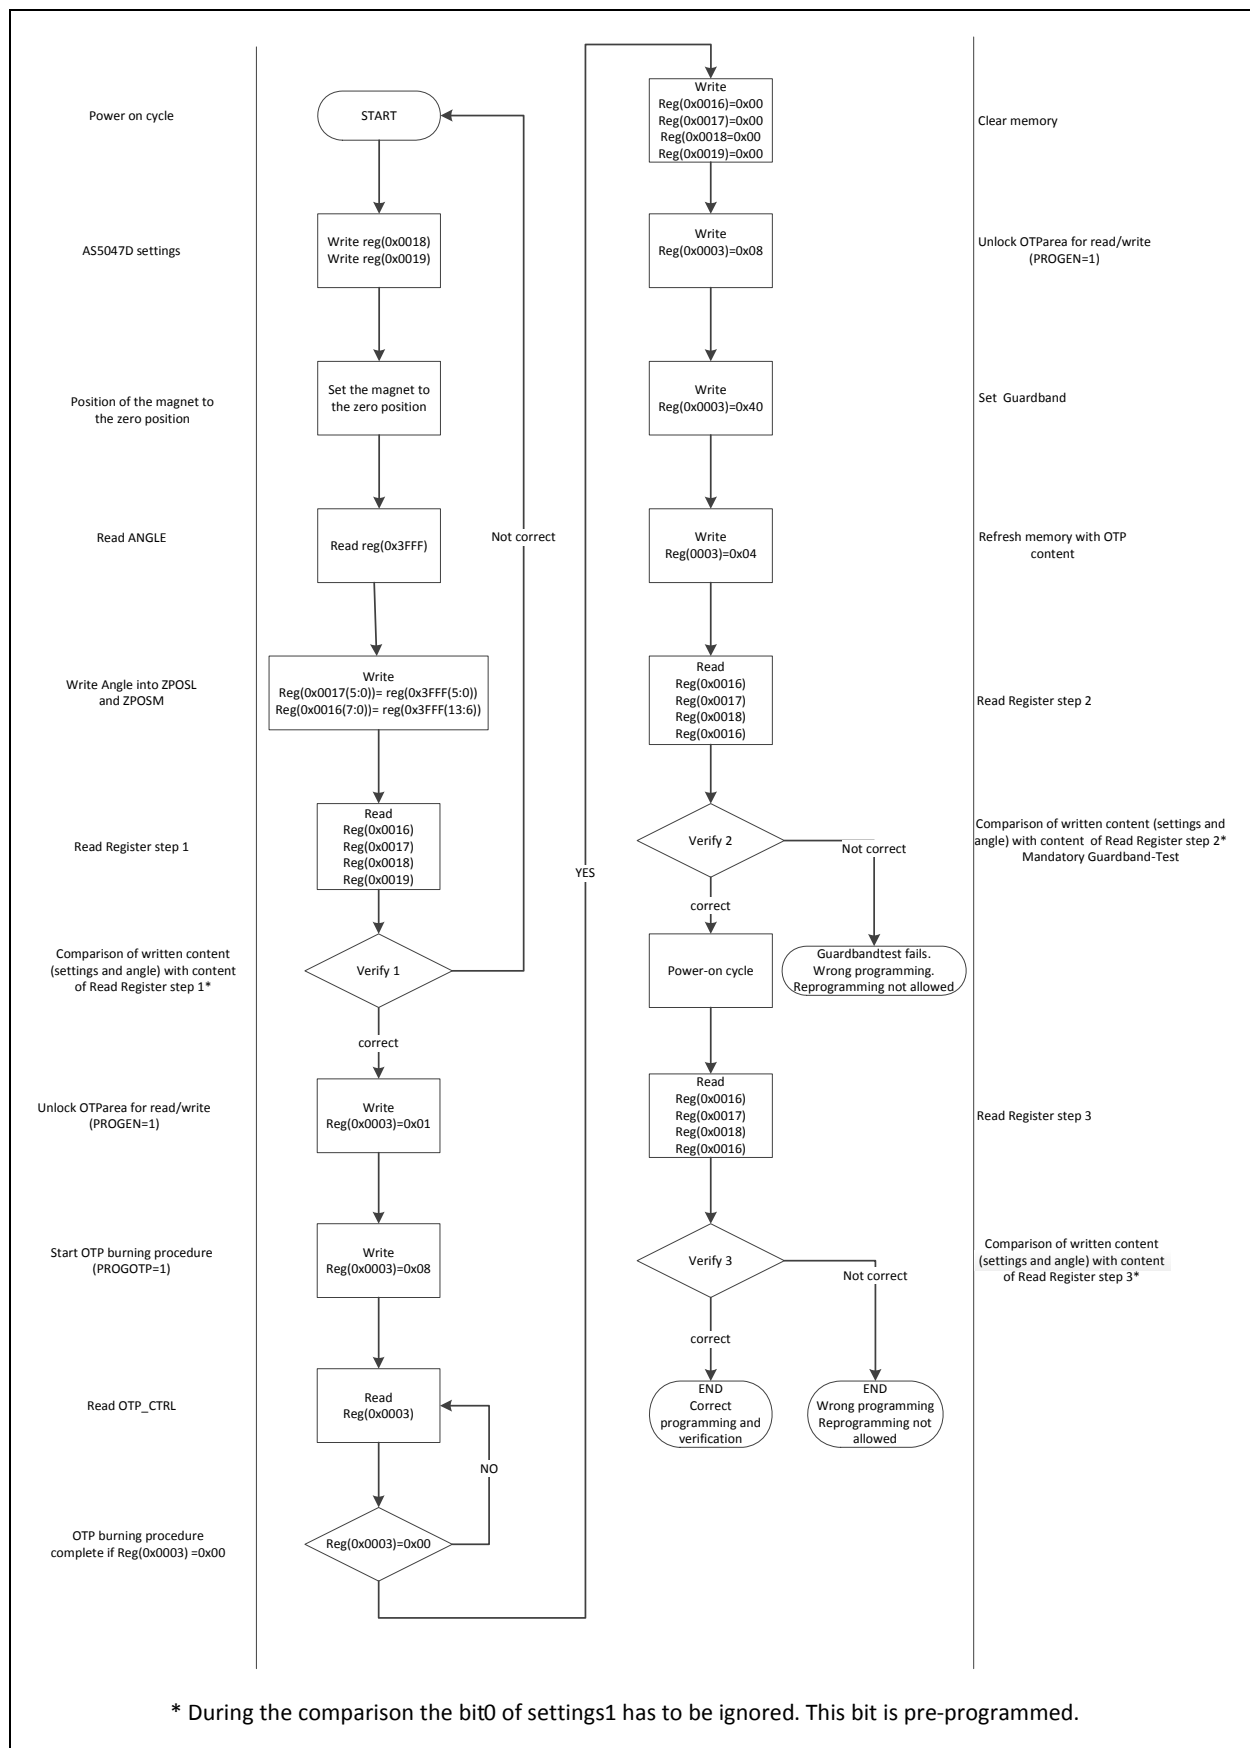 Power on cycle
START
AS5047D settings
Write reg(0x0018)
Write reg(0x0019)
Position of the magnet to
the zero position
Set the magnet to
the zero position
Read ANGLE
Read reg(0x3FFF)
Not correct
Write Angle into ZPOSL
and ZPOSM
Write
Reg(0x0017(5:0))= reg(0x3FFF(5:0))
Reg(0x0016(7:0))= reg(0x3FFF(13:6))
Read Register step 1
Read
Reg(0x0016)
Reg(0x0017)
Reg(0x0018)
Reg(0x0019)
Comparison of written content
(settings and angle) with content
of Read Register step 1*
Verify 1
correct
Unlock OTParea for read/write
(PROGEN=1)
Write
Reg(0x0003)=0x01
Start OTP burning procedure
(PROGOTP=1)
Write
Reg(0x0003)=0x08
Read OTP_CTRL
Read
Reg(0x0003)
NO
OTP burning procedure
complete if Reg(0x0003) =0x00
Reg(0x0003)=0x00
YES
Write
Reg(0x0016)=0x00
Reg(0x0017)=0x00
Reg(0x0018=0x00
Reg(0x0019)=0x00
Clear memory
Write
Reg(0x0003)=0x08
Unlock OTParea for read/write
(PROGEN=1)
Write
Reg(0x0003)=0x40
Set Guardband
Write
Reg(0003)=0x04
Refresh memory with OTP
content
Read
Reg(0x0016)
Reg(0x0017)
Reg(0x0018)
Reg(0x0016)
Read Register step 2
Verify 2
Not correct
Comparison of written content (settings and
angle) with content of Read Register step 2*
Mandatory Guardband-Test
correct
Power-on cycle
Guardbandtest fails.
Wrong programming.
Reprogramming not allowed
Read
Reg(0x0016)
Reg(0x0017)
Reg(0x0018)
Reg(0x0016)
Read Register step 3
Verify 3
Not correct
Comparison of written content
(settings and angle) with content
of Read Register step 3*
correct
END
Correct
programming and
verification
END
Wrong programming
Reprogramming not
allowed
* During the comparison the bit0 of settings1 has to be ignored. This bit is pre-programmed.